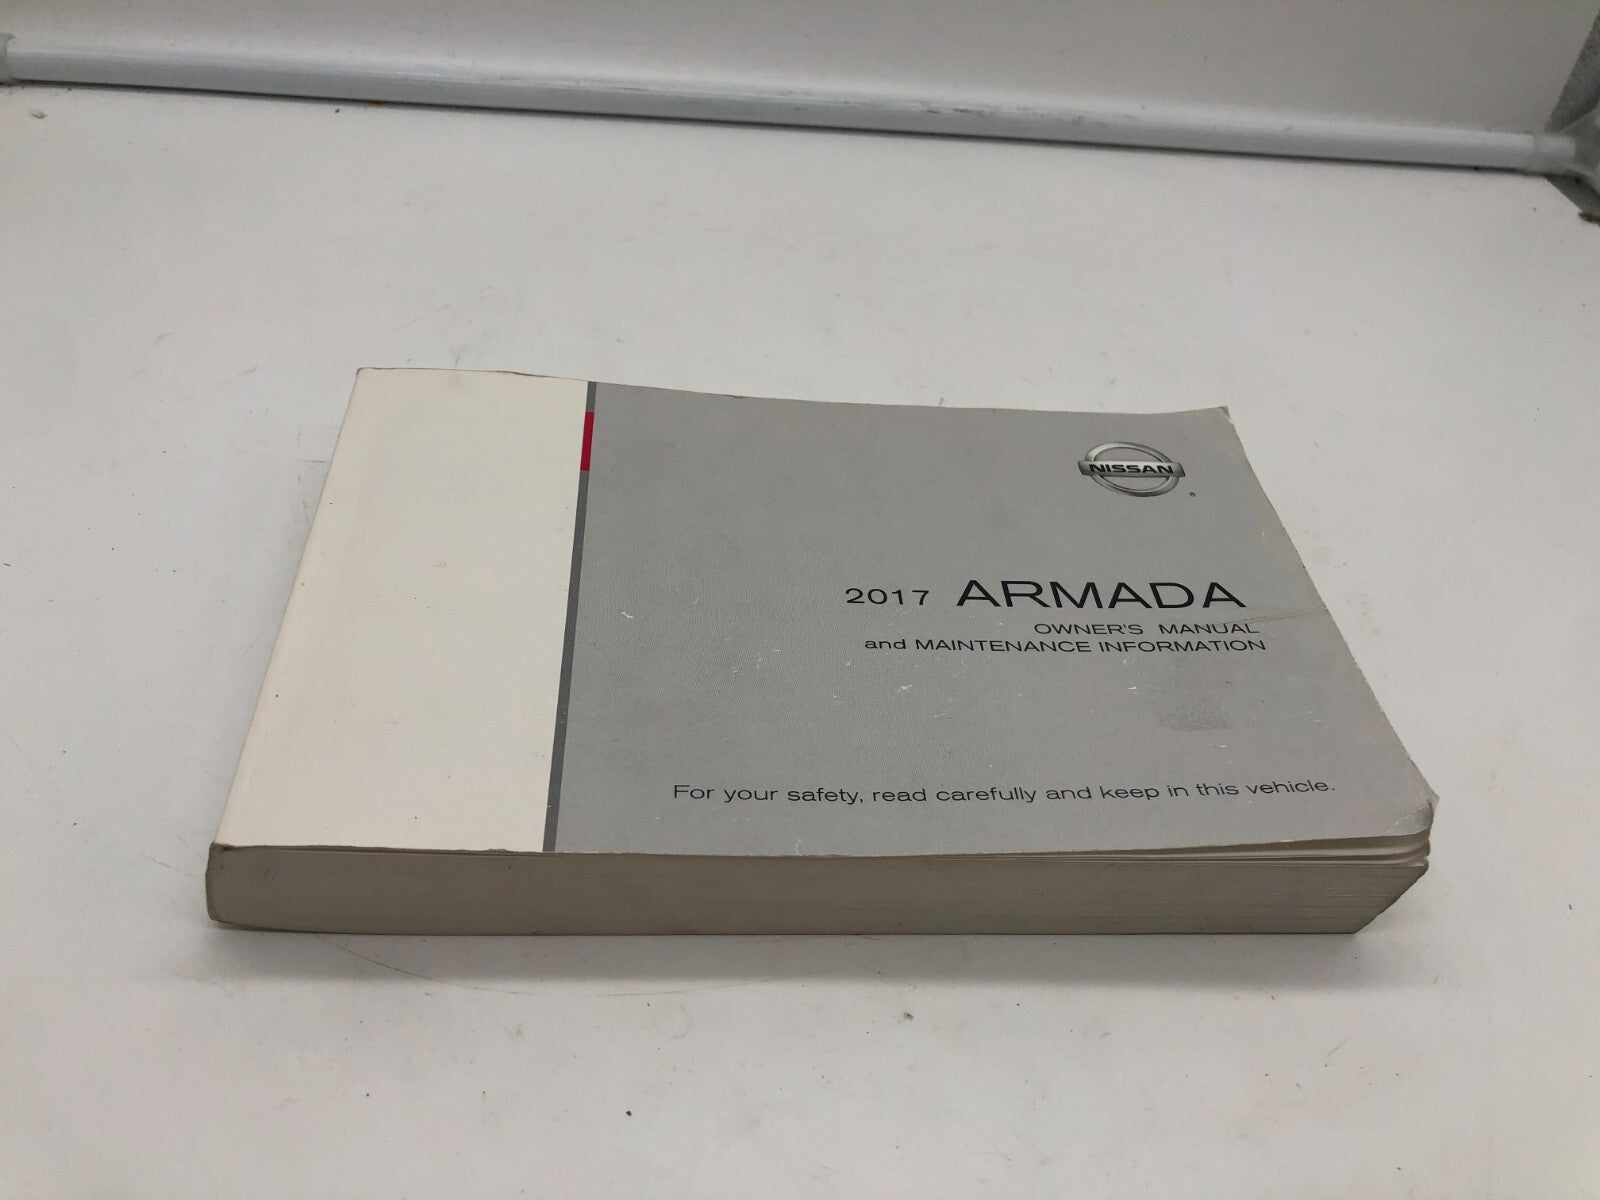 NISSAN
®
2017 ARMADA
OWNER'S MANUAL
and MAINTENANCE INFORMATION
For your safety, read carefully and keep in this vehicle.